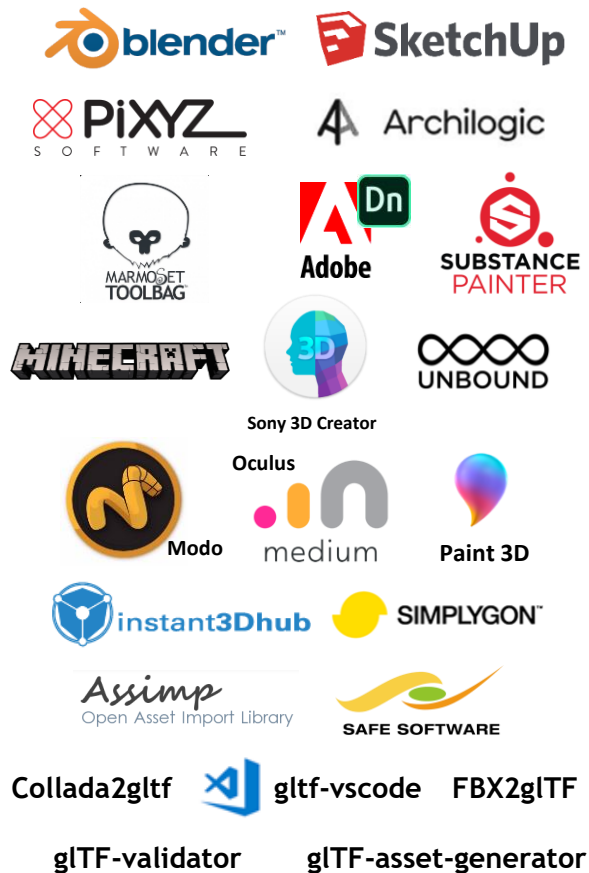 blender™
SketchUp
PiXYZ
SOFTWARE
Archilogic
MARMOSET
TOOLBAG
Dn
Adobe
S
SUBSTANCE
PAINTER
MINECRAFT
3D
Sony 3D Creator
UNBOUND
Modo
Oculus
medium
Paint 3D
instant3Dhub
SIMPLYGON™
Assimp
Open Asset Import Library
SAFE SOFTWARE
Collada2gltf
gltf-vscode
FBX2glTF
glTF-validator
glTF-asset-generator